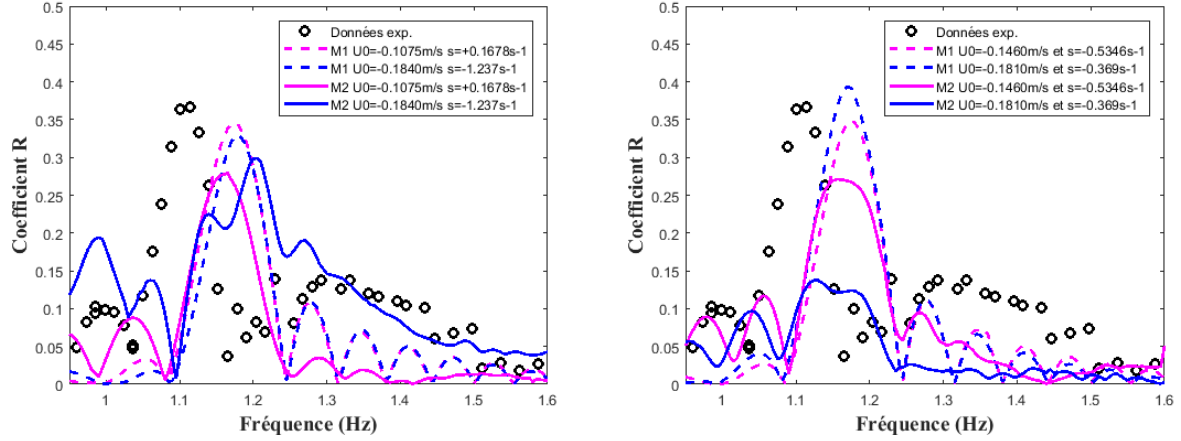 0.5
0.45
0.4
0.35
0.3
0.25
0.2
0.15
0.1
0.05
0
Coefficient R
1
1.1
1.2
1.3
1.4
1.5
1.6
Fréquence (Hz)
Données exp.
M1 U0=-0.1075m/s s=+0.1678s-1
M1 U0=-0.1840m/s s=-1.237s-1
M2 U0=-0.1075m/s s=+0.1678s-1
M2 U0=-0.1840m/s s=-1.237s-1
0.5
0.45
0.4
0.35
0.3
0.25
0.2
0.15
0.1
0.05
0
Coefficient R
1
1.1
1.2
1.3
1.4
1.5
1.6
Fréquence (Hz)
Données exp.
M1 U0=-0.1460m/s et s=-0.5346s-1
M1 U0=-0.1810m/s et s=-0.369s-1
M2 U0=-0.1460m/s et s=-0.5346s-1
M2 U0=-0.1810m/s et s=-0.369s-1